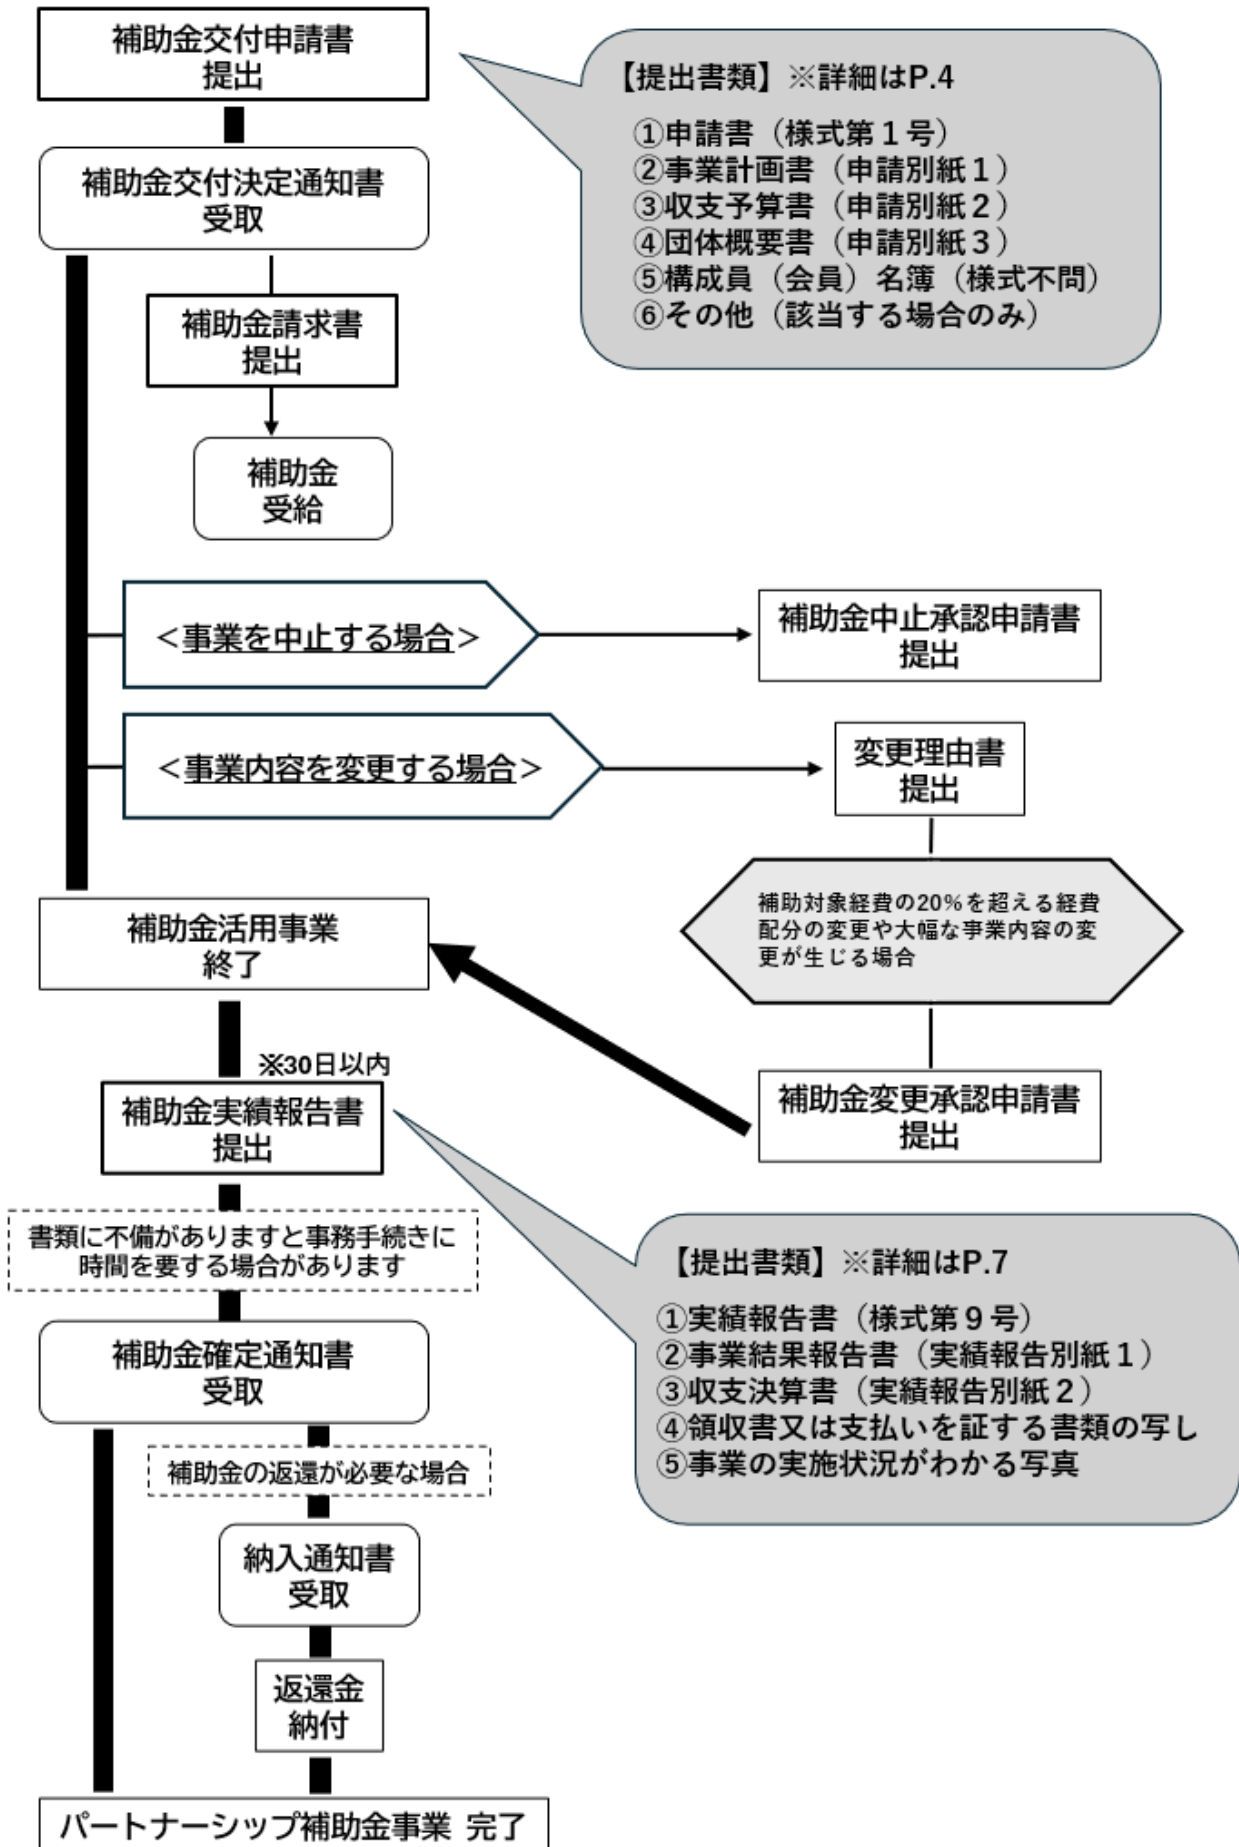 補助金交付申請書
提出
【提出書類】※詳細はP.4
①申請書（様式第１号）
②事業計画書（申請別紙１）
③収支予算書（申請別紙２）
④団体概要書（申請別紙３）
⑤構成員（会員）名簿（様式不問）
⑥その他（該当する場合のみ）
補助金交付決定通知書
受取
補助金請求書
提出
補助金
受給
＜事業を中止する場合＞
補助金中止承認申請書
提出
＜事業内容を変更する場合＞
変更理由書
提出
補助対象経費の20%を超える経費
配分の変更や大幅な事業内容の変
更が生じる場合
補助金変更承認申請書
提出
補助金活用事業
終了
※30日以内
補助金実績報告書
提出
【提出書類】※詳細はP.7
①実績報告書（様式第９号）
②事業結果報告書（実績報告別紙１）
③収支決算書（実績報告別紙２）
④領収書又は支払いを証する書類の写し
⑤事業の実施状況がわかる写真
書類に不備がありますと事務手続きに
時間を要する場合があります
補助金確定通知書
受取
補助金の返還が必要な場合
納入通知書
受取
返還金
納付
パートナーシップ補助金事業 完了